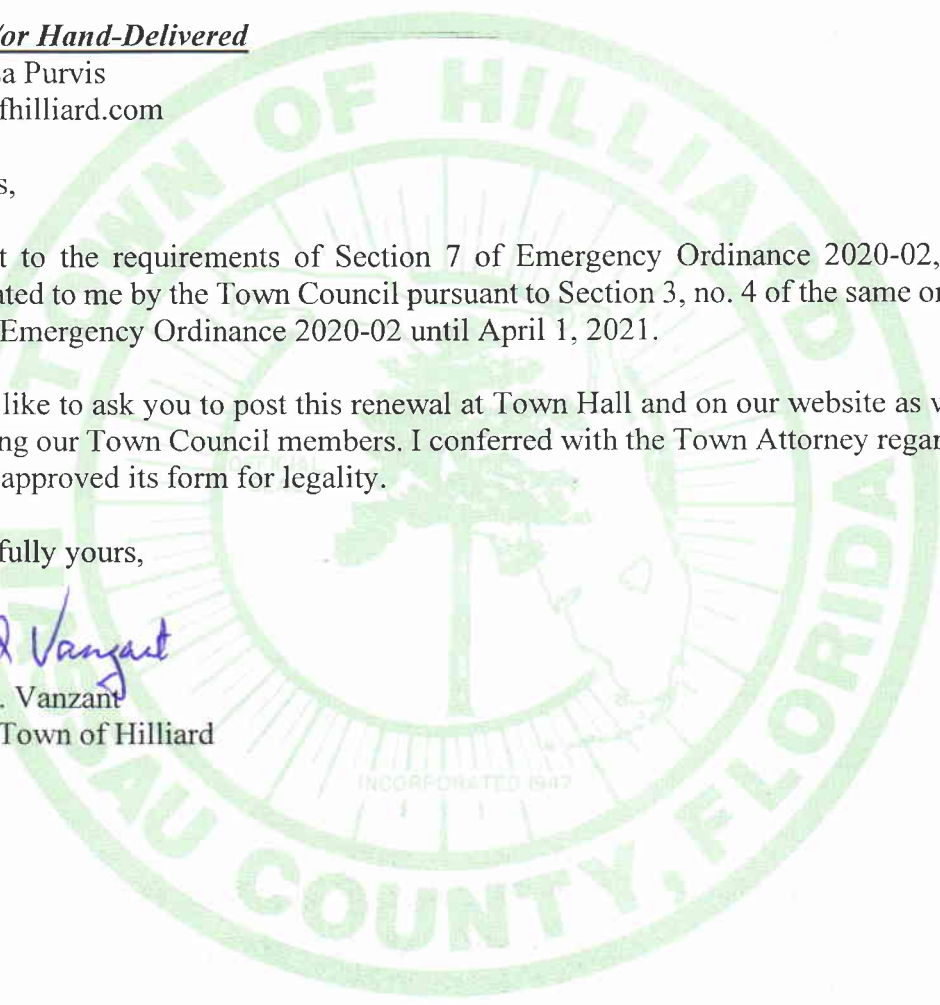 /or Hand-Delivered
a Purvis
fhilliard.com
s,
t to the requirements of Section 7 of Emergency Ordinance 2020-02,
ated to me by the Town Council pursuant to Section 3, no. 4 of the same or
Emergency Ordinance 2020-02 until April 1, 2021.
like to ask you to post this renewal at Town Hall and on our website as w
ng our Town Council members. I conferred with the Town Attorney regar
approved its form for legality.
fully yours,
Vanzant
. Vanzant
Town of Hilliard
TOWN OF HILLIARD
SAU COUNTY, FLORIDA
INCORPORATED 1947